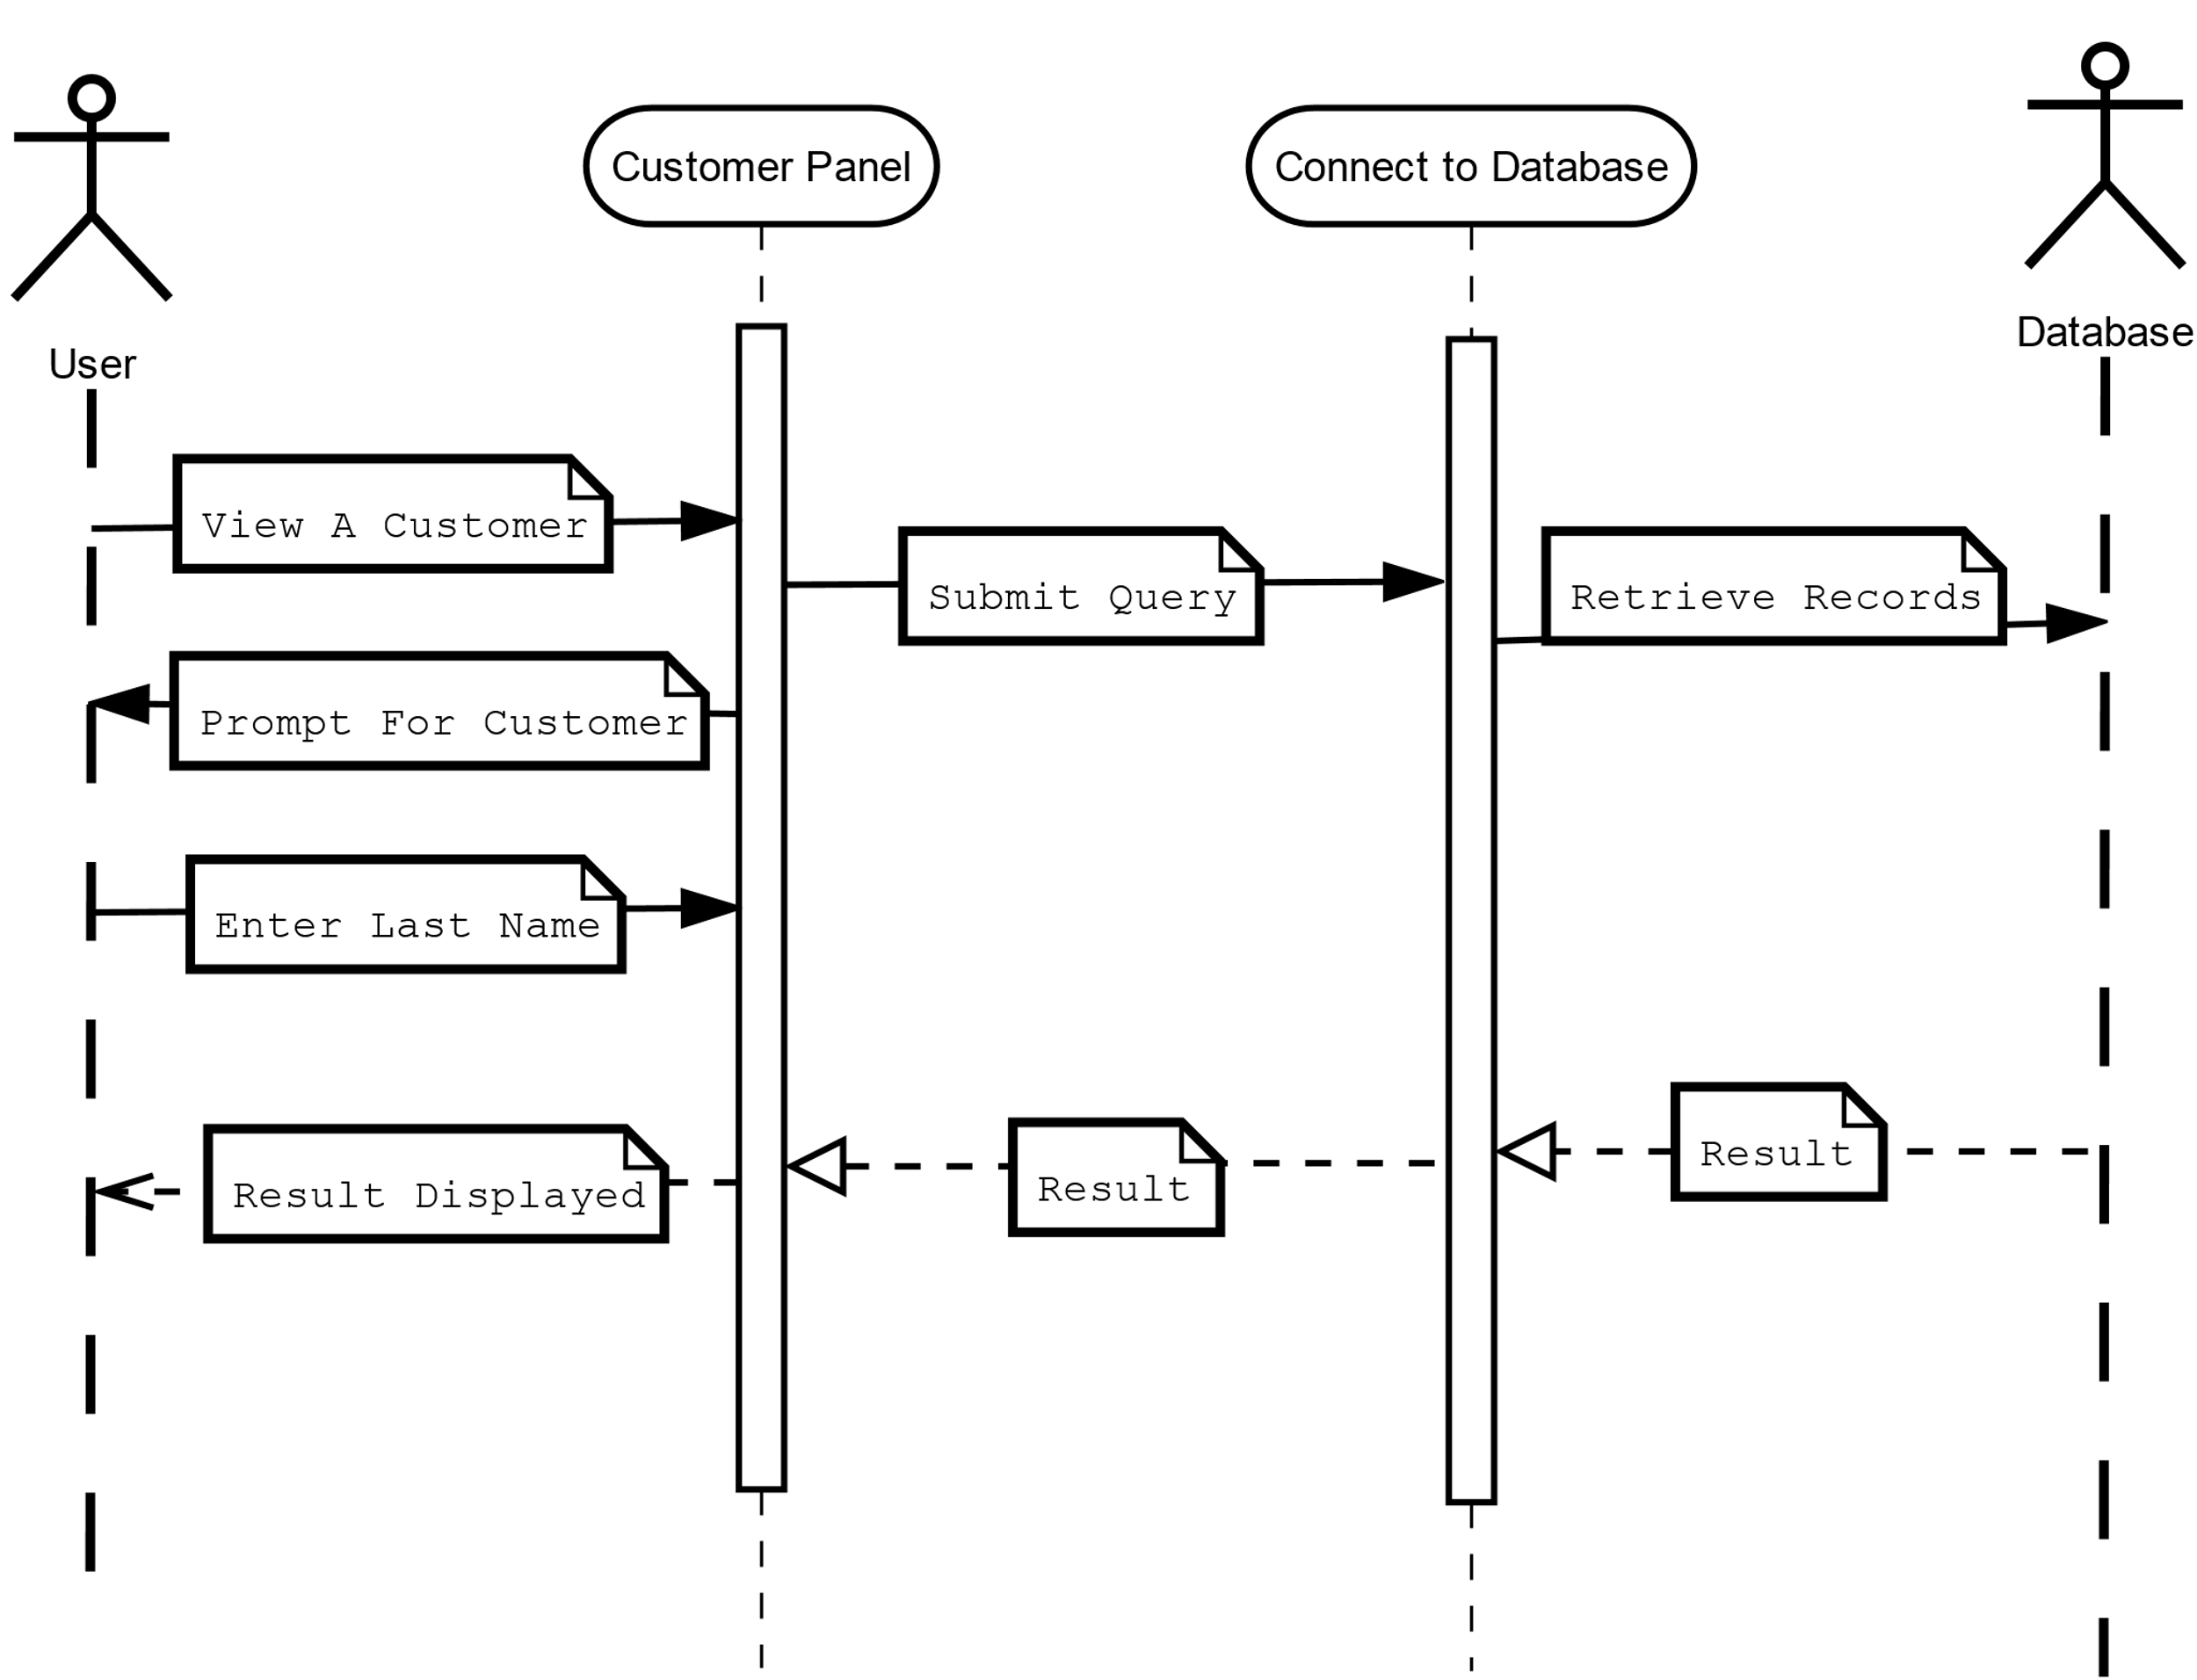 Customer Panel
Connect to Database
Database
User
View A Customer
Submit Query
Retrieve Records
Prompt For Customer
Enter Last Name
Result
Result
Result Displayed